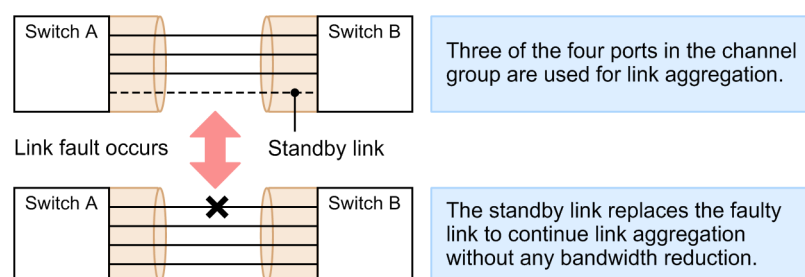 Switch A
Switch B
Three of the four ports in the channel
group are used for link aggregation.
Link fault occurs
Standby link
Switch A
Switch B
The standby link replaces the faulty
link to continue link aggregation
without any bandwidth reduction.